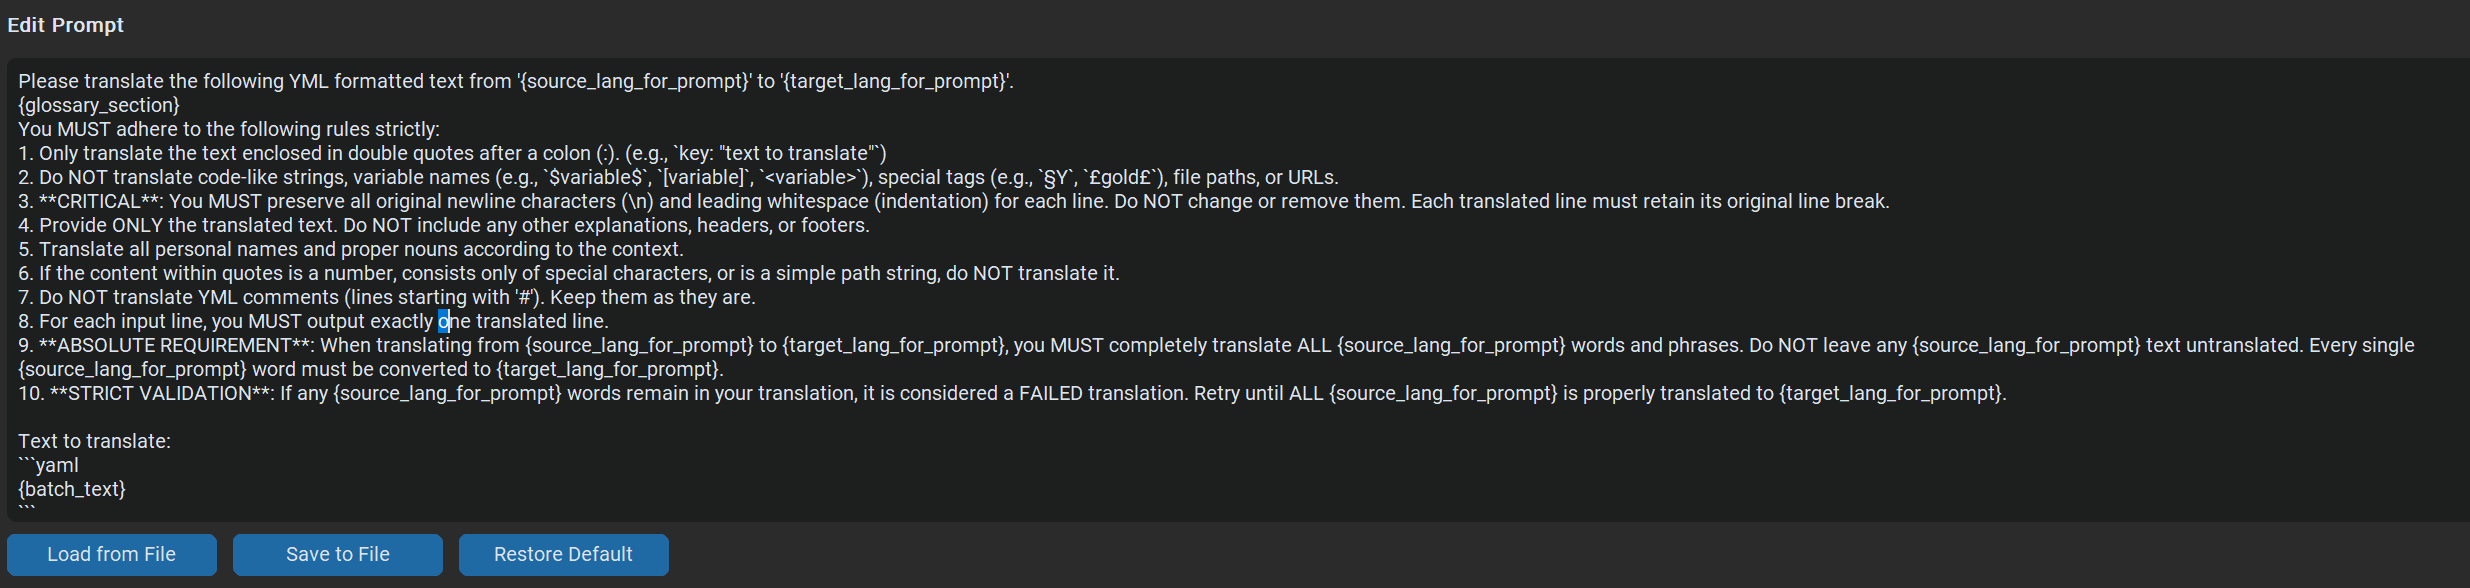 Edit Prompt
Please translate the following YML formatted text from '{source_lang_for_prompt}' to '{target_lang_for_prompt}'.
{glossary_section}
You MUST adhere to the following rules strictly:
1. Only translate the text enclosed in double quotes after a colon (:). (e.g., `key: "text to translate"`)
2. Do NOT translate code-like strings, variable names (e.g., `$variable$`, `[variable]`, `<variable>`), special tags (e.g., `§Y`, `£gold£`), file paths, or URLs.
3. **CRITICAL**: You MUST preserve all original newline characters (\n) and leading whitespace (indentation) for each line. Do NOT change or remove them. Each translated line must retain its original line break.
4. Provide ONLY the translated text. Do NOT include any other explanations, headers, or footers.
5. Translate all personal names and proper nouns according to the context.
6. If the content within quotes is a number, consists only of special characters, or is a simple path string, do NOT translate it.
7. Do NOT translate YML comments (lines starting with '#'). Keep them as they are.
8. For each input line, you MUST output exactly one translated line.
9. **ABSOLUTE REQUIREMENT**: When translating from {source_lang_for_prompt} to {target_lang_for_prompt}, you MUST completely translate ALL {source_lang_for_prompt} words and phrases. Do NOT leave any {source_lang_for_prompt} text untranslated. Every single
{source_lang_for_prompt} word must be converted to {target_lang_for_prompt}.
10. **STRICT VALIDATION**: If any {source_lang_for_prompt} words remain in your translation, it is considered a FAILED translation. Retry until ALL {source_lang_for_prompt} is properly translated to {target_lang_for_prompt}.
Text to translate:
```yaml
{batch_text}
```
Load from File
Save to File
Restore Default